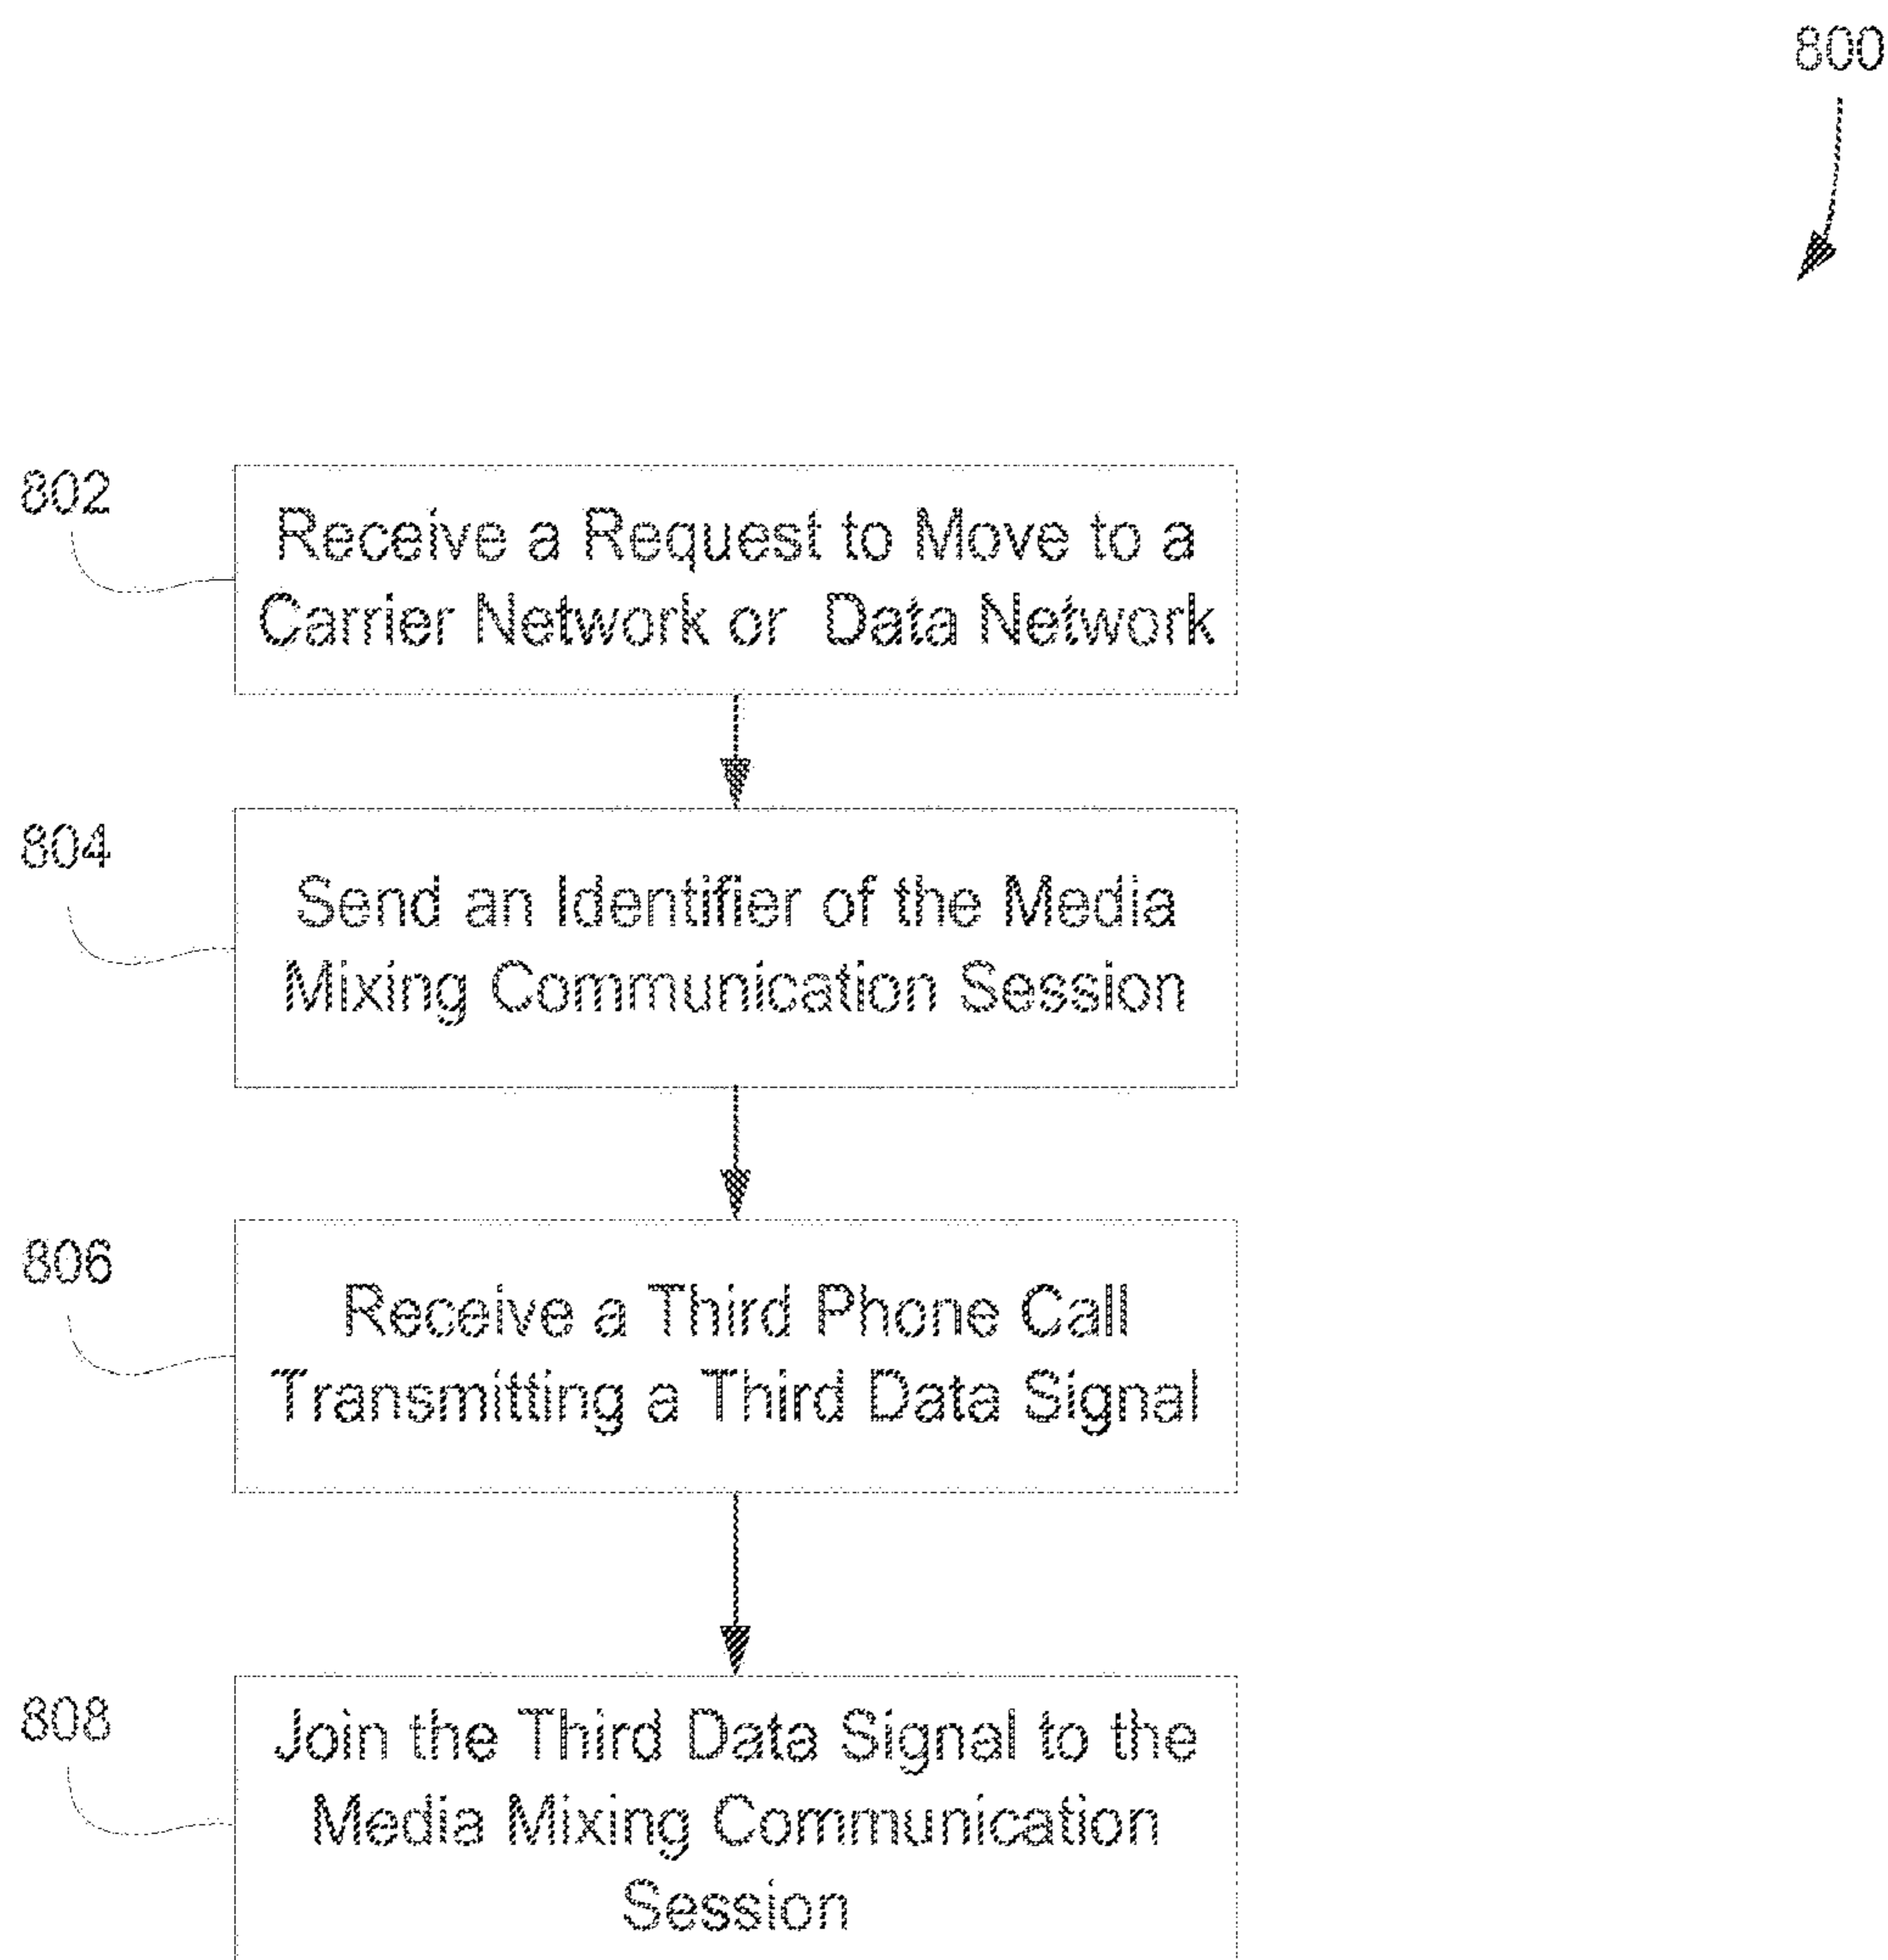 800
802
Receive a Request to Move to a
Carrier Network or Data Network
804
Send an Identifier of the Media
Mixing Communication Session
806
Receive a Third Phone Call
Transmitting a Third Data Signal
808
Join the Third Data Signal to the
Media Mixing Communication
Session